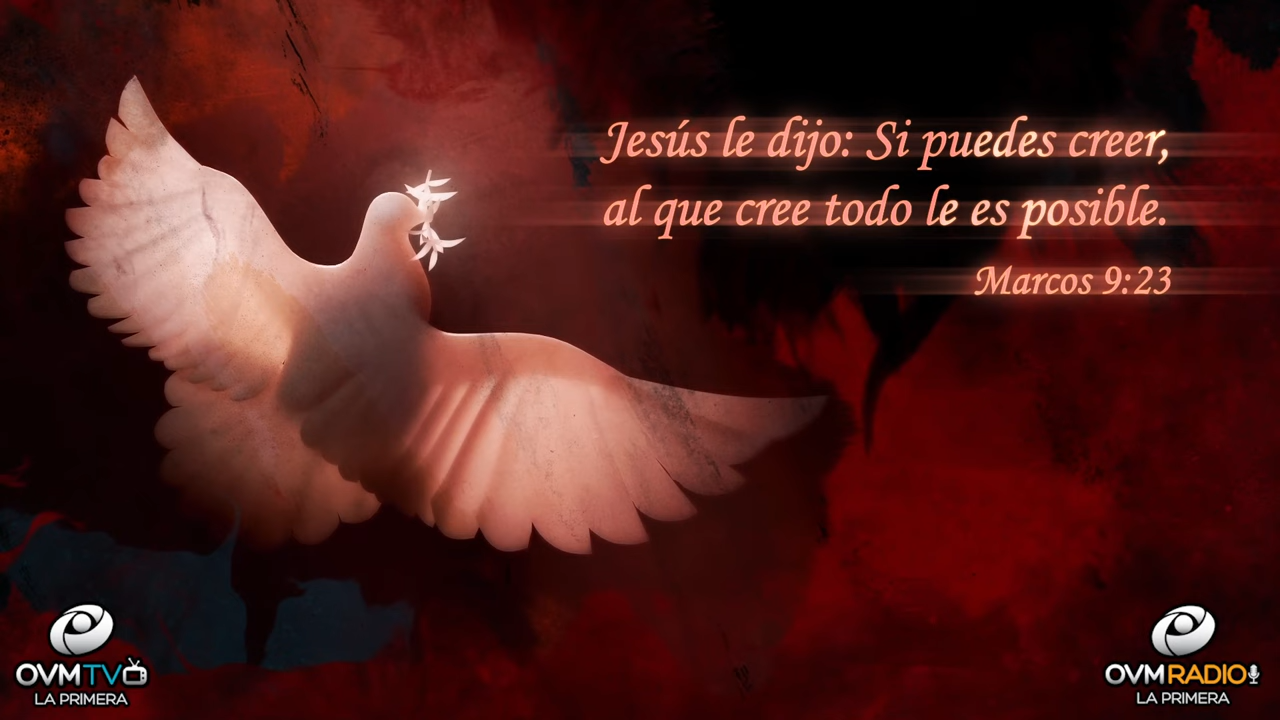 Jesús le dijo: Si puedes creer,
al que cree todo le es posible.
Marcos 9:23
OVMTV
LA PRIMERA
OVMRADIO
LA PRIMERA